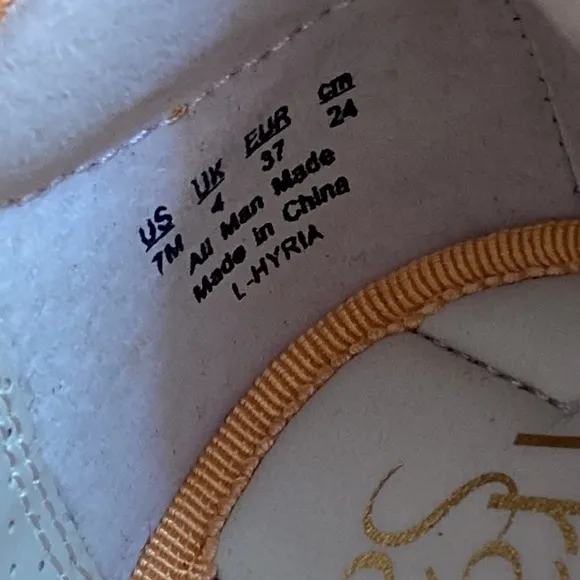 US UK EUR cm
7M 4 37 24
All Man Made
Made in China
L-HYRIA